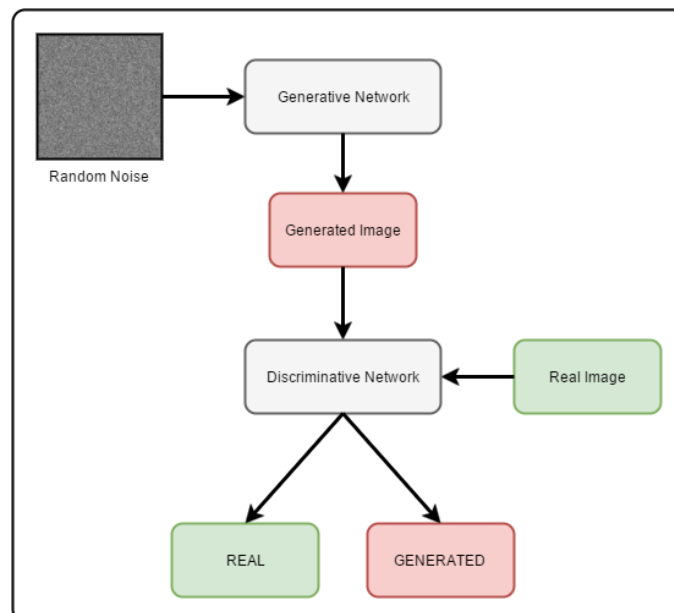 Generative Network
Random Noise
Generated Image
Discriminative Network
Real Image
REAL
GENERATED